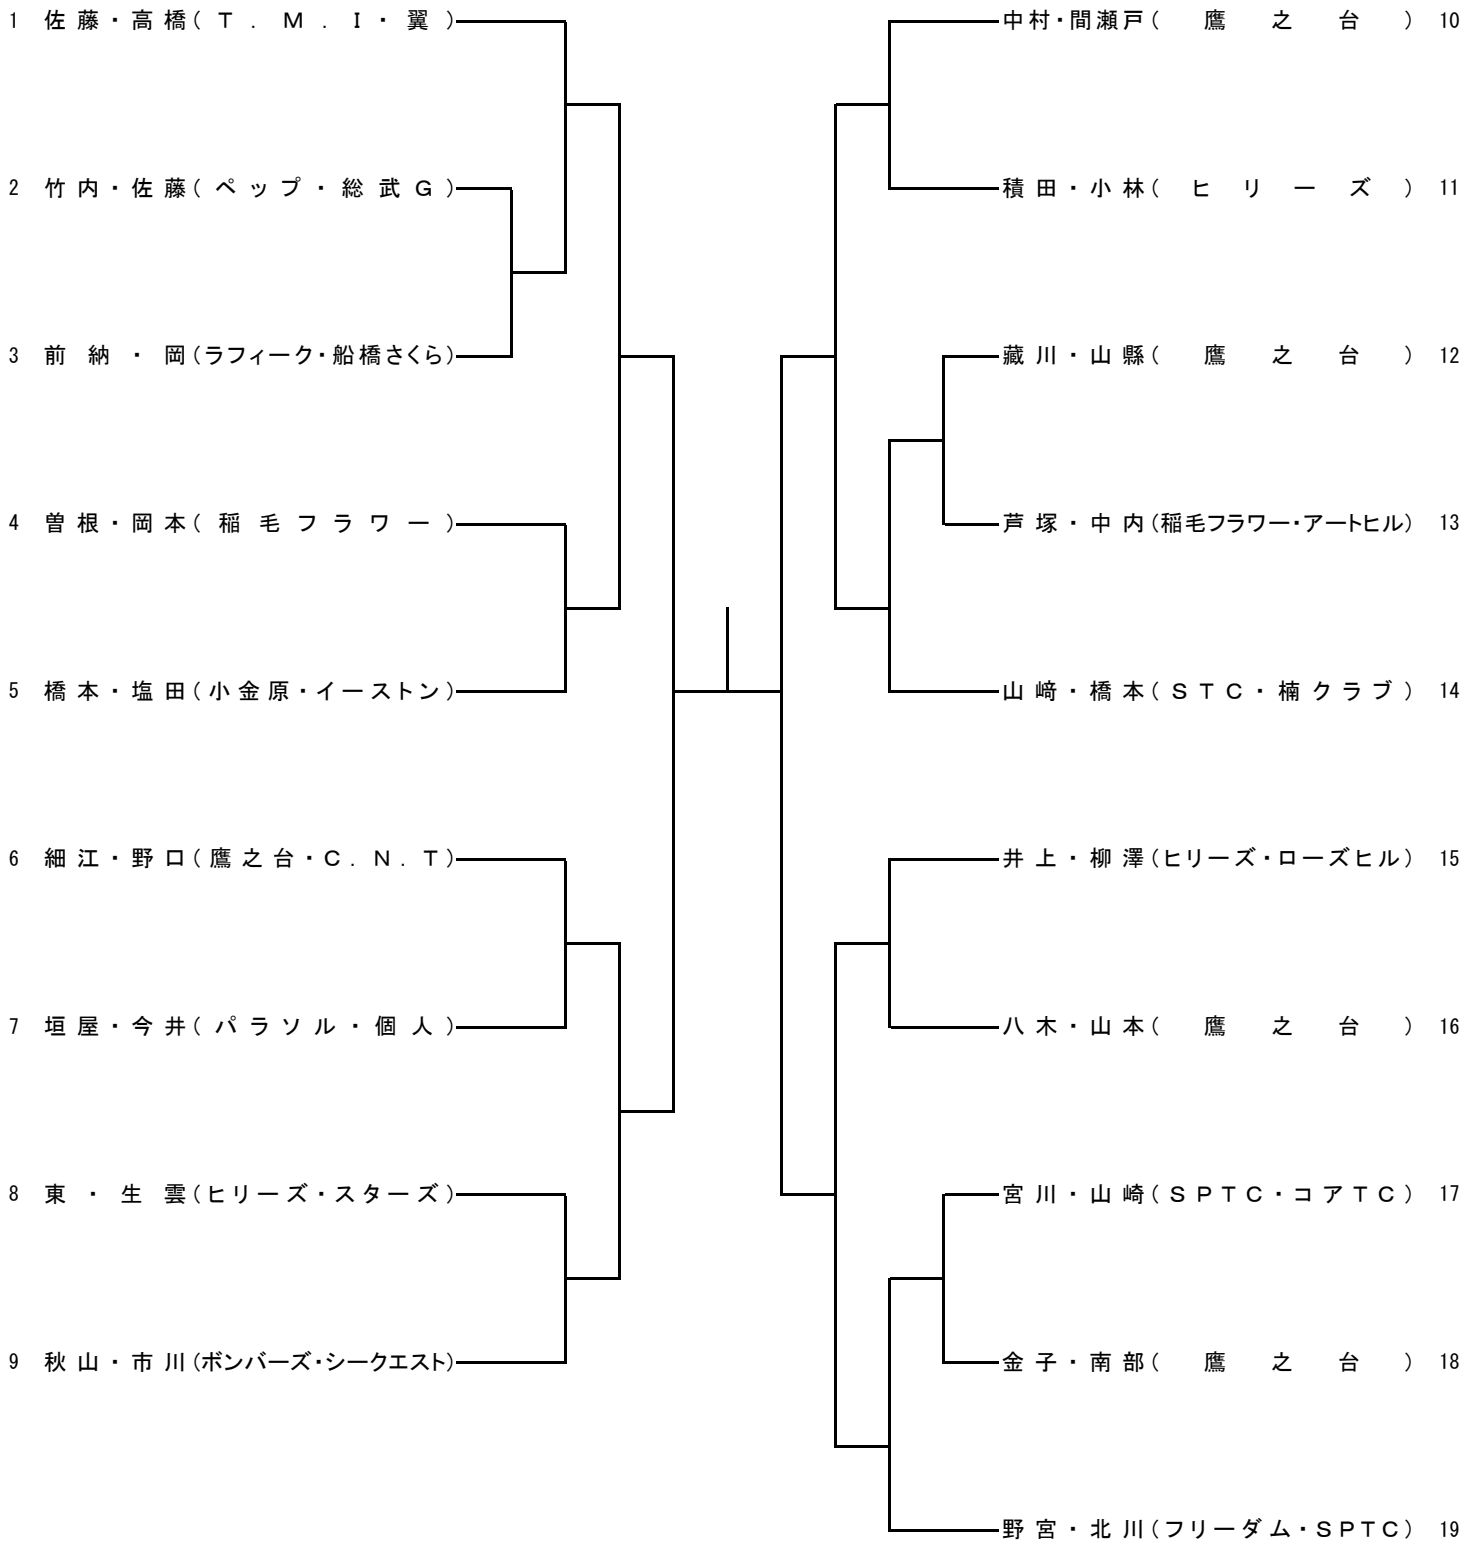 1 佐藤・高橋(T.M.I・翼)
2 竹内・佐藤(ペップ・総武G)
3 前納・岡(ラフィーク・船橋さくら)
4 曽根・岡本(稲毛フラワー)
5 橋本・塩田(小金原・イーストン)
6 細江・野口(鷹之台・C.N.T)
7 垣屋・今井(パラソル・個人)
8 東・生雲(ヒリーズ・スターズ)
9 秋山・市川(ボンバーズ・シークエスト)
中村・間瀬戸(鷹之台) 10
積田・小林(ヒリーズ) 11
藏川・山縣(鷹之台) 12
芦塚・中内(稲毛フラワー・アートヒル) 13
山﨑・橋本(STC・楠クラブ) 14
井上・柳澤(ヒリーズ・ローズヒル) 15
八木・山本(鷹之台) 16
宮川・山崎(SPTC・コアTC) 17
金子・南部(鷹之台) 18
野宮・北川(フリーダム・SPTC) 19